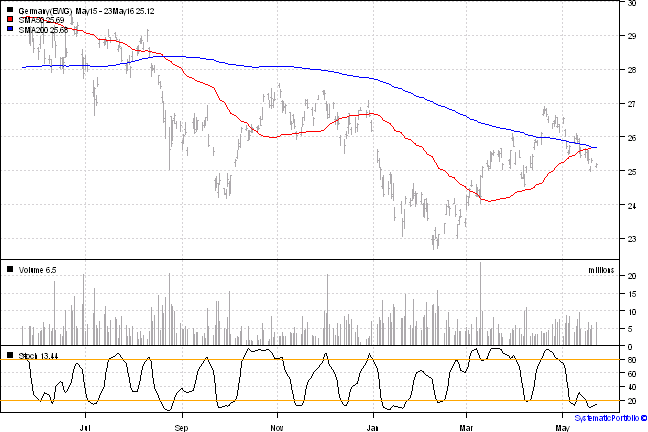 Germany(EWG) May15 - 23May16 25.12
SMA50 25.69
SMA200 25.68
30
29
28
27
26
25
24
23
Volume 6.5
millions
20
15
10
5
0
Stoch 13.44
80
60
40
20
Jul
Sep
Nov
Jan
Mar
May
SystematicPortfolio ©